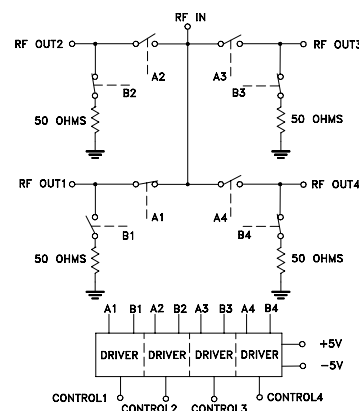 RF IN
RF OUT2
RF OUT3
A2
A3
B2
B3
50 OHMS
50 OHMS
RF OUT1
RF OUT4
A1
A4
B1
B4
50 OHMS
50 OHMS
A1 B1 A2 B2 A3 B3 A4 B4
DRIVER DRIVER DRIVER DRIVER
+5V
-5V
CONTROL1
CONTROL2
CONTROL3
CONTROL4